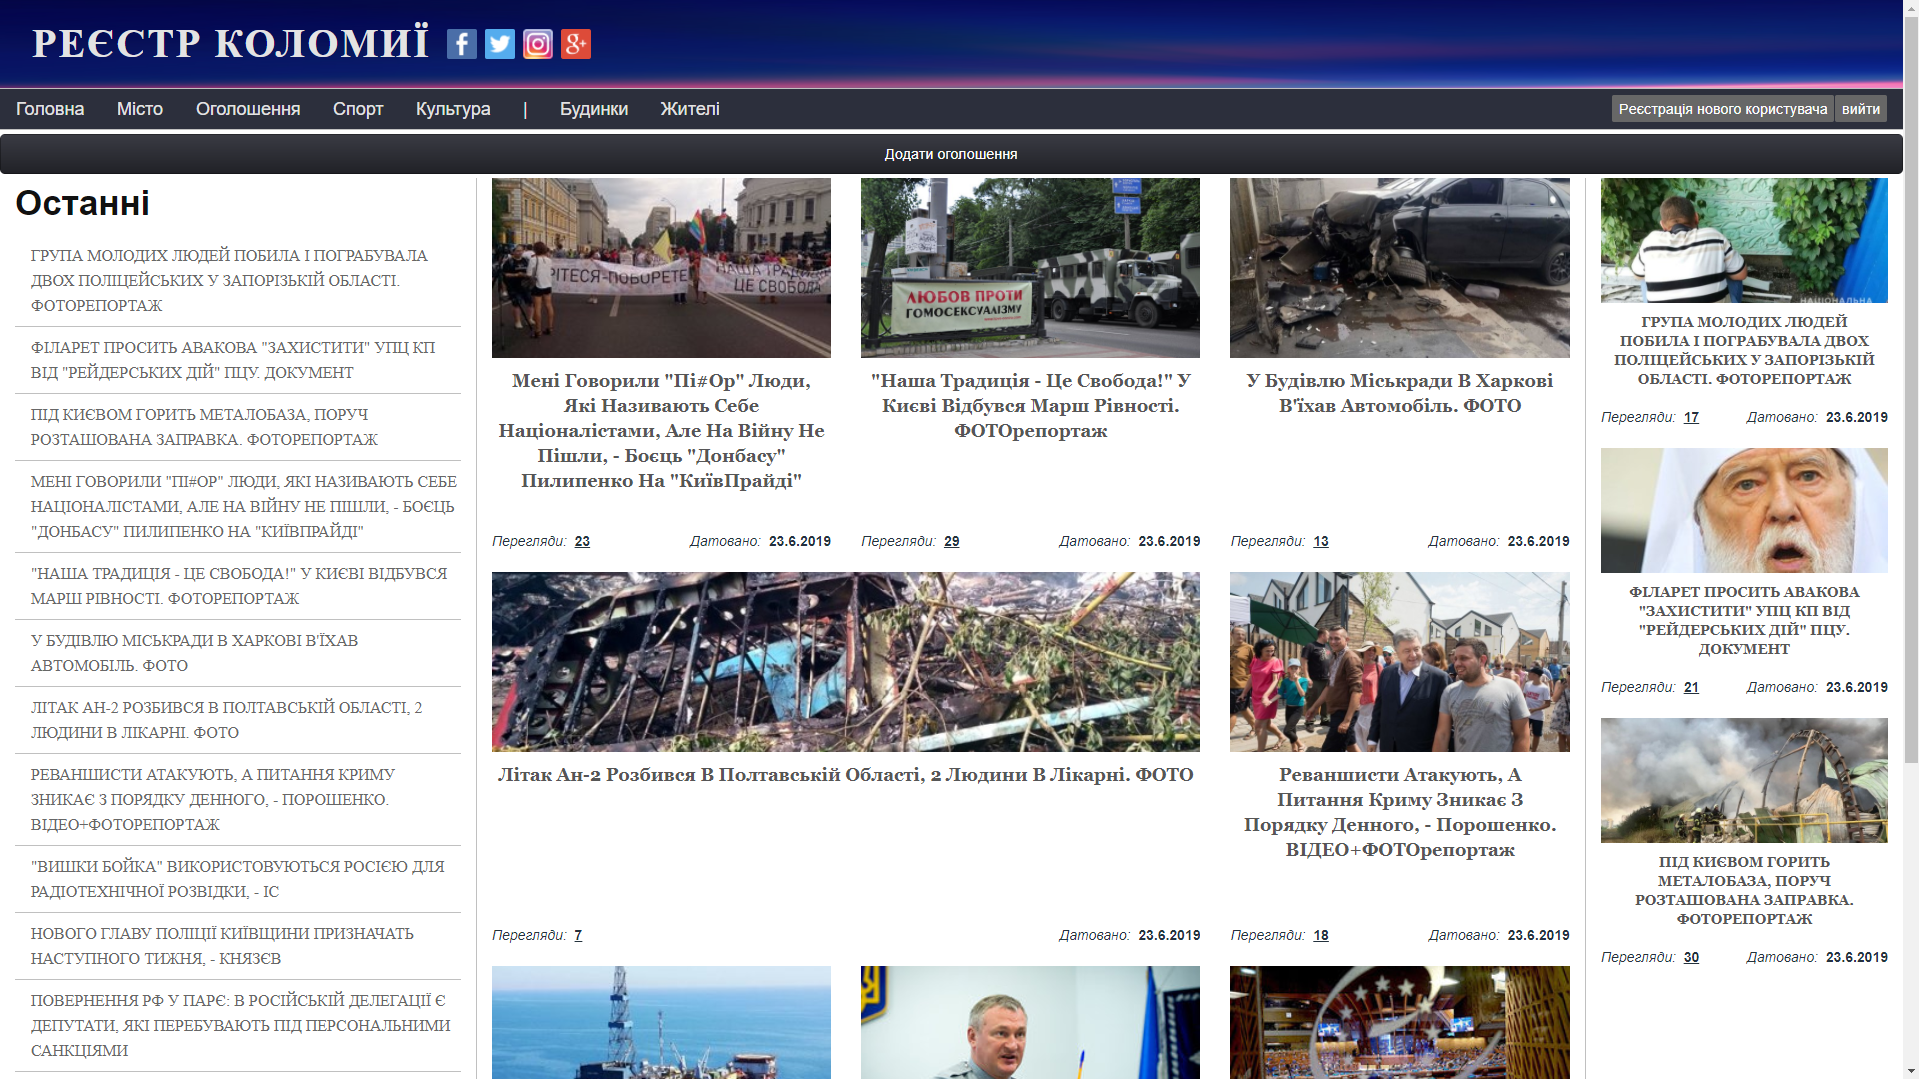 РЕЄСТР КОЛОМИЇ
Головна Місто Оголошення Спорт Культура | Будинки Жителі
Реєстрація нового користувача вийти
Додати оголошення
Останні
ГРУПА МОЛОДИХ ЛЮДЕЙ ПОБИЛА І ПОГРАБУВАЛА
ДВОХ ПОЛІЦЕЙСЬКИХ У ЗАПОРІЗЬКІЙ ОБЛАСТІ.
ФОТОРЕПОРТАЖ
ФІЛАРЕТ ПРОСИТЬ АВАКОВА "ЗАХИСТИТИ" УПЦ КП
ВІД "РЕЙДЕРСЬКИХ ДІЙ" ПЦУ. ДОКУМЕНТ
ПІД КИЄВОМ ГОРИТЬ МЕТАЛОБАЗА, ПОРУЧ
РОЗТАШОВАНА ЗАПРАВКА. ФОТОРЕПОРТАЖ
МЕНІ ГОВОРИЛИ "ПІ#ОР" ЛЮДИ, ЯКІ НАЗИВАЮТЬ СЕБЕ
НАЦІОНАЛІСТАМИ, АЛЕ НА ВІЙНУ НЕ ПІШЛИ, - БОЄЦЬ
"ДОНБАСУ" ПИЛИПЕНКО НА "КИЇВПРАЙДІ"
"НАША ТРАДИЦІЯ - ЦЕ СВОБОДА!" У КИЄВІ ВІДБУВСЯ
МАРШ РІВНОСТІ. ФОТОРЕПОРТАЖ
У БУДІВЛЮ МІСЬКРАДИ В ХАРКОВІ В'ЇХАВ
АВТОМОБІЛЬ. ФОТО
ЛІТАК АН-2 РОЗБИВСЯ В ПОЛТАВСЬКІЙ ОБЛАСТІ, 2
ЛЮДИНИ В ЛІКАРНІ. ФОТО
РЕВАНШИСТИ АТАКУЮТЬ, А ПИТАННЯ КРИМУ
ЗНИКАЄ З ПОРЯДКУ ДЕННОГО, - ПОРОШЕНКО.
ВІДЕО+ФОТОРЕПОРТАЖ
"ВИШКИ БОЙКА" ВИКОРИСТОВУЮТЬСЯ РОСІЄЮ ДЛЯ
РАДІОТЕХНІЧНОЇ РОЗВІДКИ, - ІС
НОВОГО ГЛАВУ ПОЛІЦІЇ КИЇВЩИНИ ПРИЗНАЧАТЬ
НАСТУПНОГО ТИЖНЯ, - КНЯЗЄВ
ПОВЕРНЕННЯ РФ У ПАРЄ: В РОСІЙСЬКІЙ ДЕЛЕГАЦІЇ Є
ДЕПУТАТИ, ЯКІ ПЕРЕБУВАЮТЬ ПІД ПЕРСОНАЛЬНИМИ
САНКЦІЯМИ
РІТЕСЯ-ПОБОРЕТЕ
НАША ТРАДИЦІЯ
ЦЕ СВОБОДА
Мені Говорили "Пі#Ор" Люди,
Які Називають Себе
Націоналістами, Але На Війну Не
Пішли, - Боєць "Донбасу"
Пилипенко На "КиївПрайді"
Перегляди: 23 Датовано: 23.6.2019
ЛЮБОВ ПРОТИ
ГОМОСЕКСУАЛІЗМУ
"Наша Традиція - Це Свобода!" У
Києві Відбувся Марш Рівності.
ФОТОрепортаж
Перегляди: 29 Датовано: 23.6.2019
У Будівлю Міськради В Харкові
В'їхав Автомобіль. ФОТО
Перегляди: 13 Датовано: 23.6.2019
Літак Ан-2 Розбився В Полтавській Області, 2 Людини В Лікарні. ФОТО
Перегляди: 7 Датовано: 23.6.2019
Реваншисти Атакують, А
Питання Криму Зникає З
Порядку Денного, - Порошенко.
ВІДЕО+ФОТОрепортаж
Перегляди: 18 Датовано: 23.6.2019
НАЦІОНАЛЬНА
ГРУПА МОЛОДИХ ЛЮДЕЙ
ПОБИЛА І ПОГРАБУВАЛА ДВОХ
ПОЛІЦЕЙСЬКИХ У ЗАПОРІЗЬКІЙ
ОБЛАСТІ. ФОТОРЕПОРТАЖ
Перегляди: 17 Датовано: 23.6.2019
ФІЛАРЕТ ПРОСИТЬ АВАКОВА
"ЗАХИСТИТИ" УПЦ КП ВІД
"РЕЙДЕРСЬКИХ ДІЙ" ПЦУ.
ДОКУМЕНТ
Перегляди: 21 Датовано: 23.6.2019
ПІД КИЄВОМ ГОРИТЬ
МЕТАЛОБАЗА, ПОРУЧ
РОЗТАШОВАНА ЗАПРАВКА.
ФОТОРЕПОРТАЖ
Перегляди: 30 Датовано: 23.6.2019